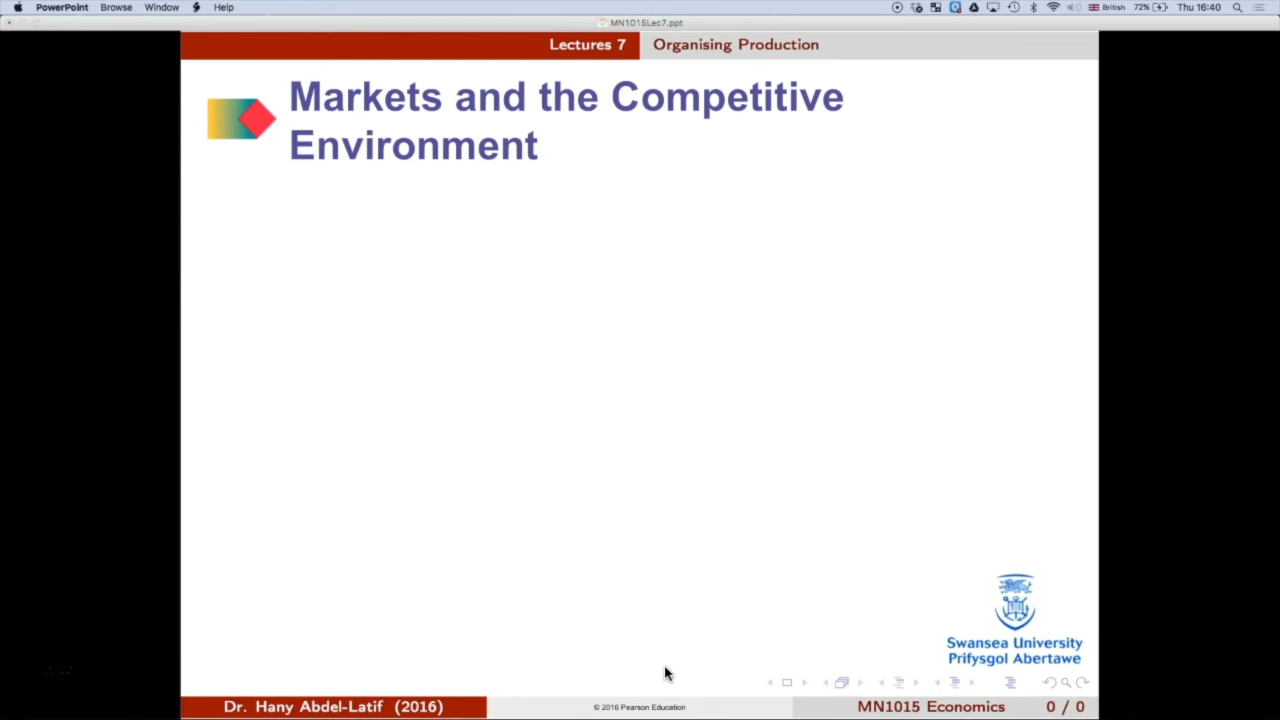 PowerPoint Browse Window Help British 72% Thu 16:40
MN1015Lec7.ppt
Lectures 7 Organising Production
Markets and the Competitive
Environment
Swansea University
Prifysgol Abertawe
Dr. Hany Abdel-Latif (2016) © 2016 Pearson Education MN1015 Economics 0 / 0